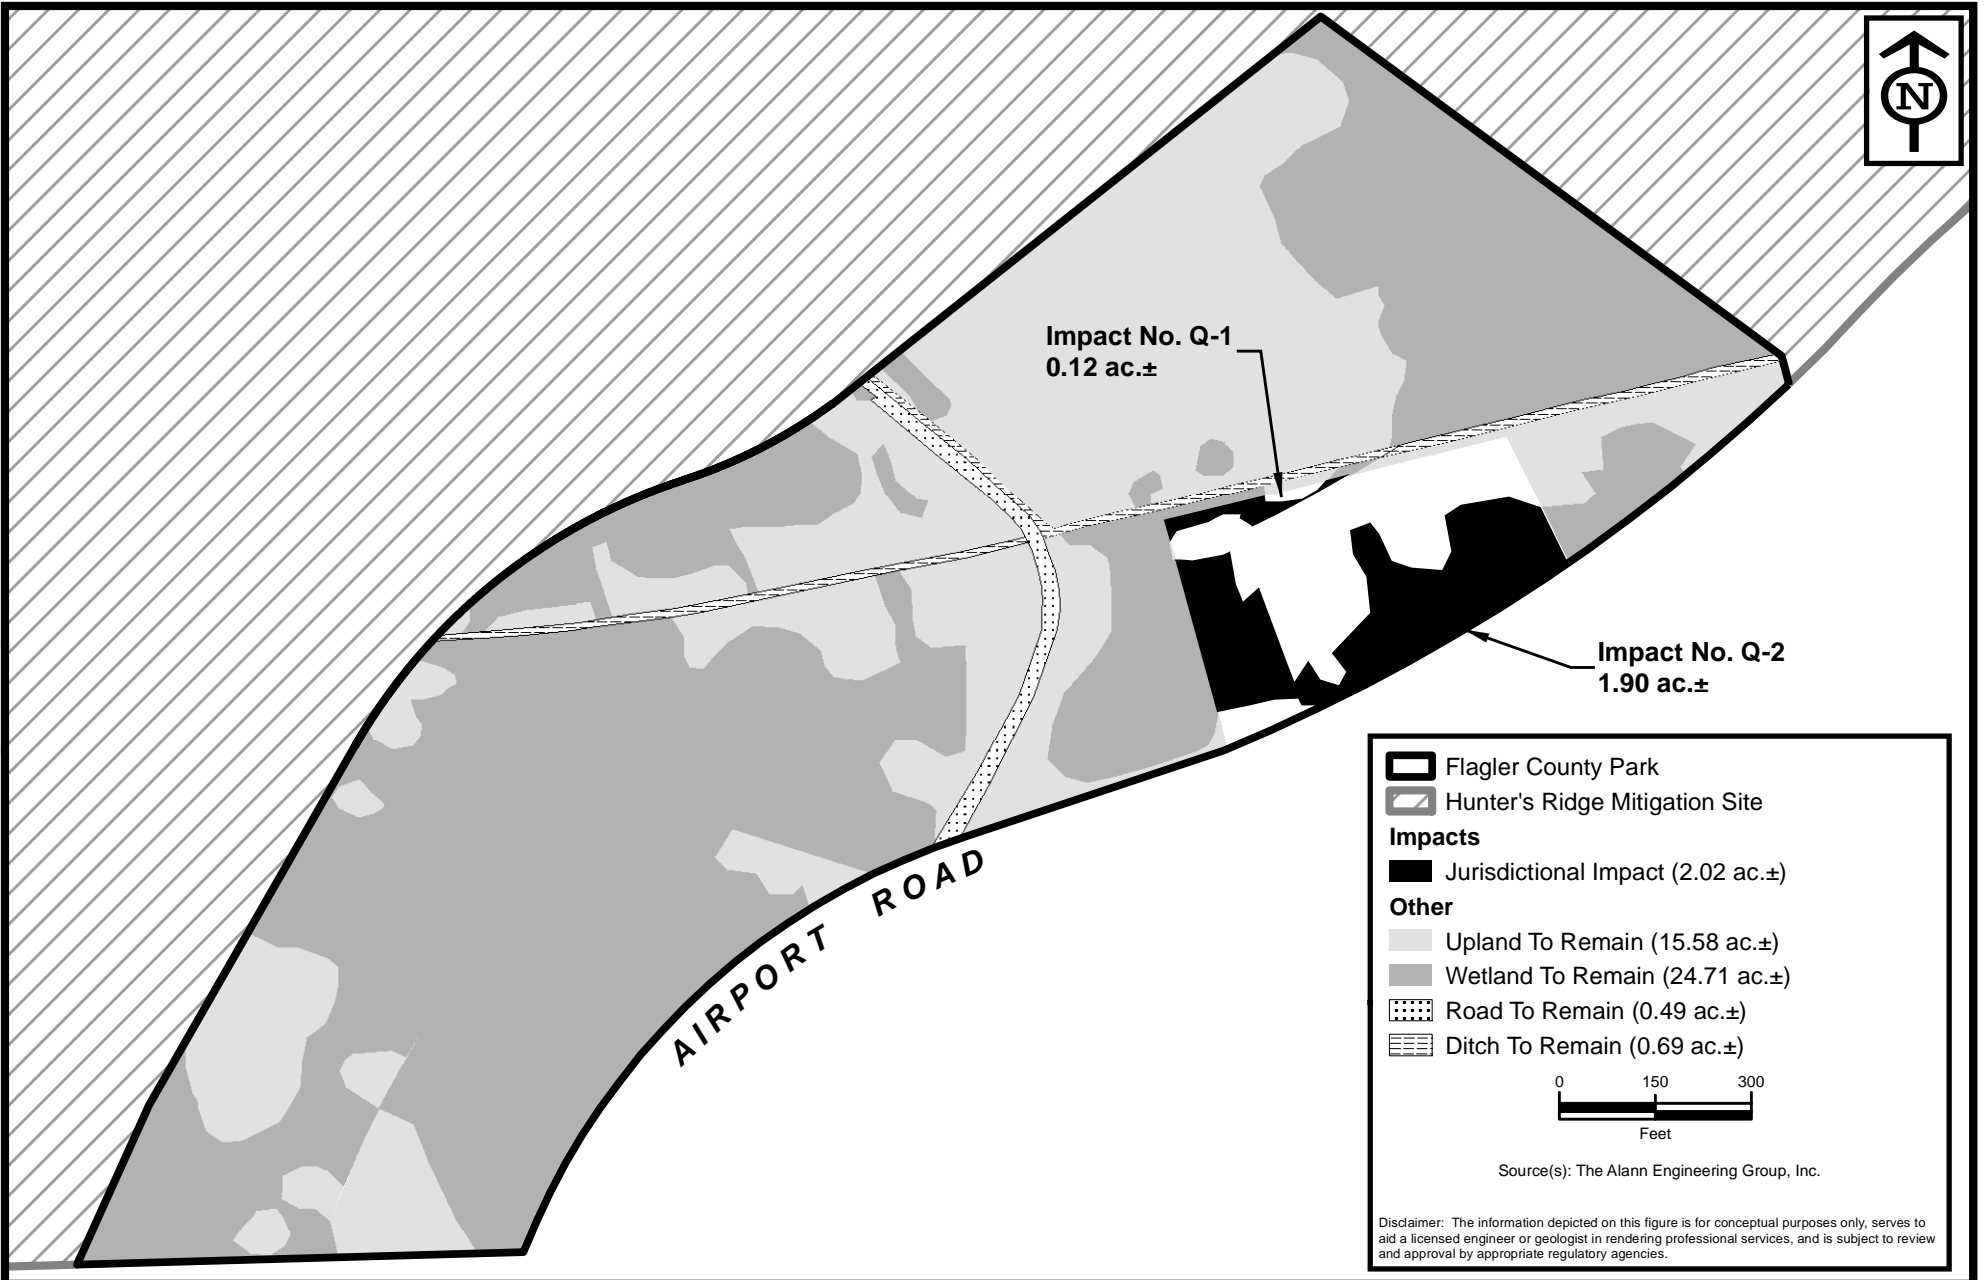 N
Impact No. Q-1
0.12 ac.±
Impact No. Q-2
1.90 ac.±
AIRPORT ROAD
Flagler County Park
Hunter's Ridge Mitigation Site
Impacts
Jurisdictional Impact (2.02 ac.±)
Other
Upland To Remain (15.58 ac.±)
Wetland To Remain (24.71 ac.±)
Road To Remain (0.49 ac.±)
Ditch To Remain (0.69 ac.±)
0 150 300
Feet
Source(s): The Alann Engineering Group, Inc.
Disclaimer: The information depicted on this figure is for conceptual purposes only, serves to
aid a licensed engineer or geologist in rendering professional services, and is subject to review
and approval by appropriate regulatory agencies.